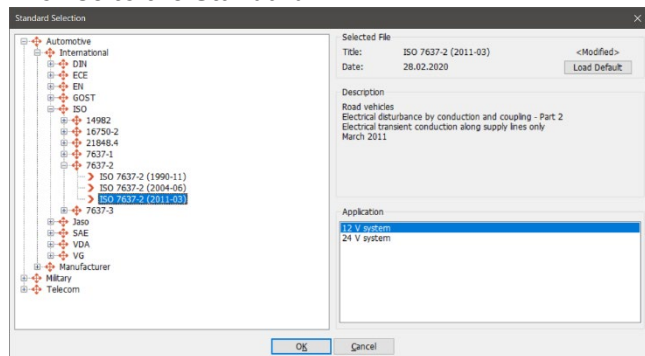 Standard Selection
Automotive
International
DIN
ECE
EN
GOST
ISO
14982
16750-2
21848.4
7637-1
7637-2
ISO 7637-2 (1990-11)
ISO 7637-2 (2004-06)
ISO 7637-2 (2011-03)
7637-3
Jaso
SAE
VDA
VG
Manufacturer
Military
Telecom
Selected File
Title: ISO 7637-2 (2011-03) <Modified>
Date: 28.02.2020 Load Default
Description
Road vehicles
Electrical disturbance by conduction and coupling - Part 2
Electrical transient conduction along supply lines only
March 2011
Application
12 V system
24 V system
OK Cancel